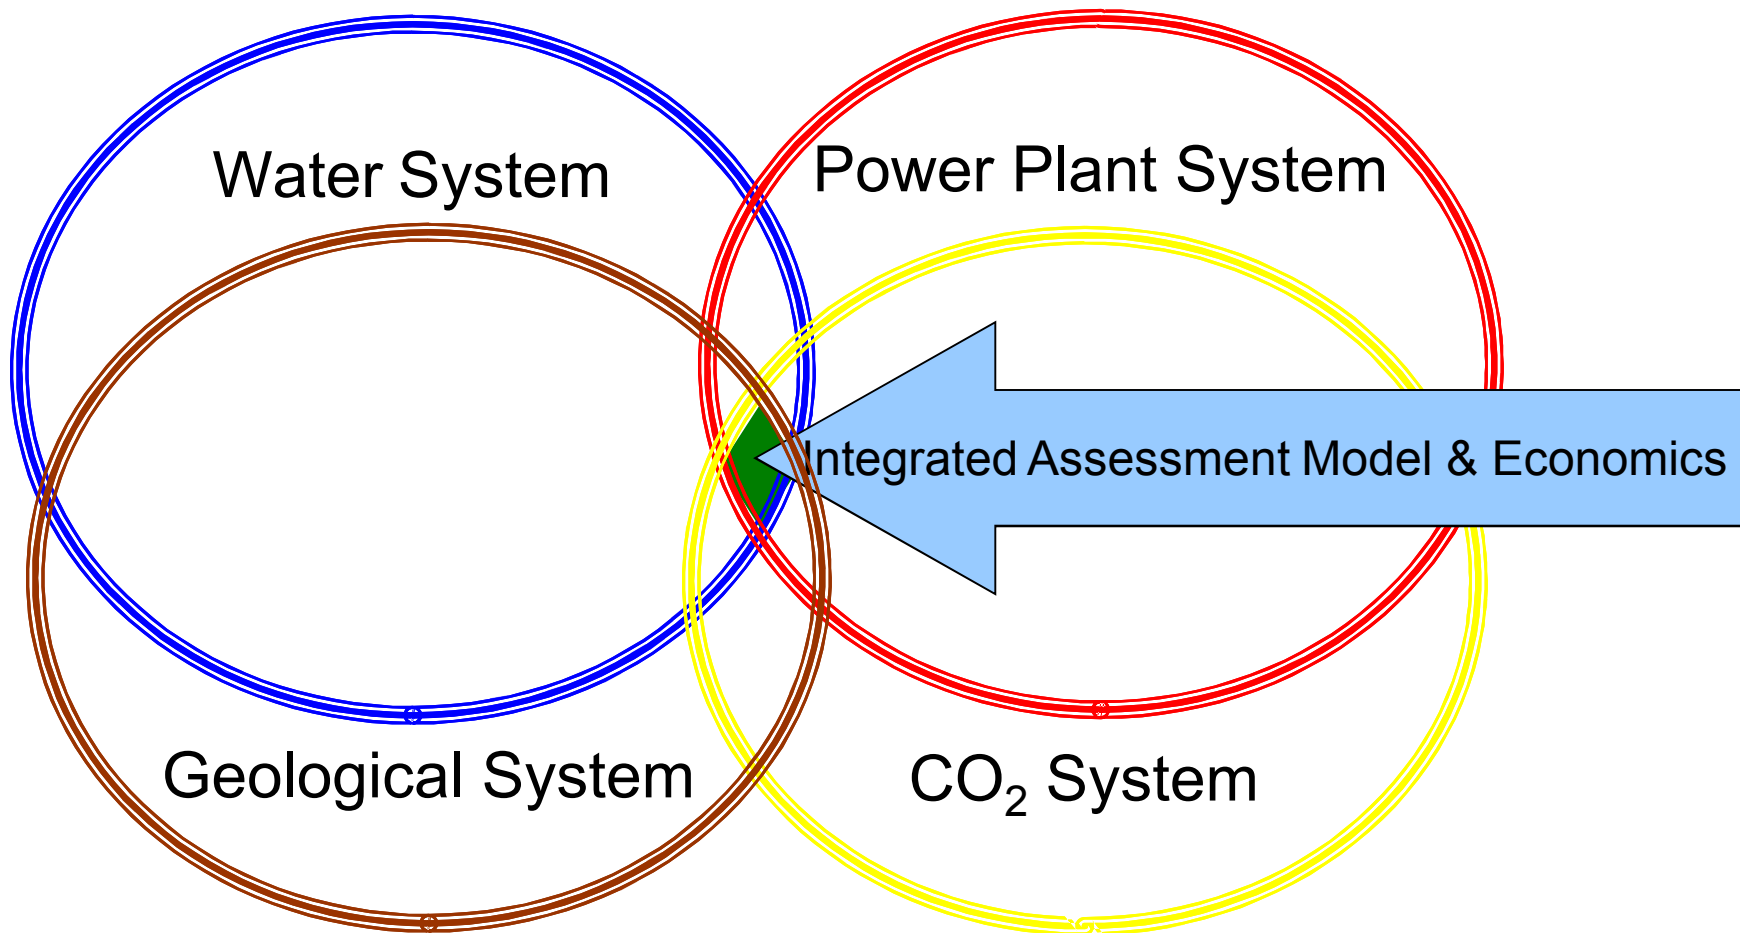 Water System
Power Plant System
Integrated Assessment Model & Economics
Geological System
CO₂ System